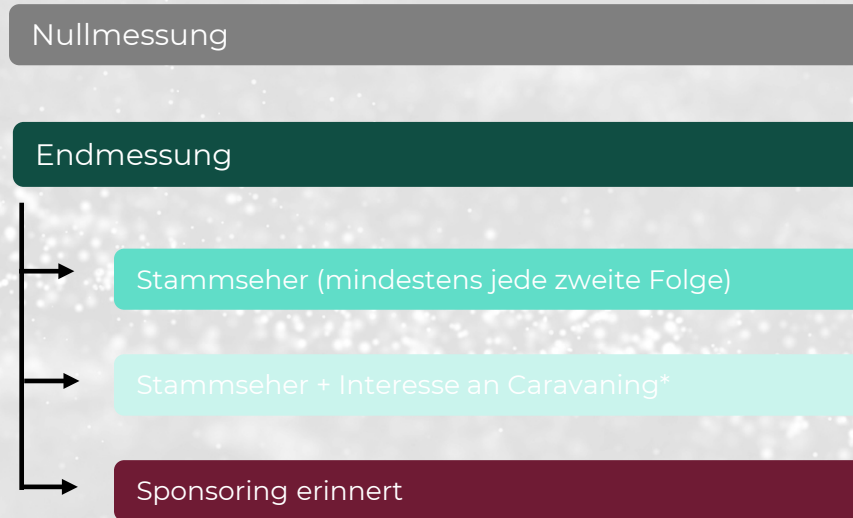 Nullmessung
Endmessung
Stammseher (mindestens jede zweite Folge)
Stammseher + Interesse an Caravaning*
Sponsoring erinnert